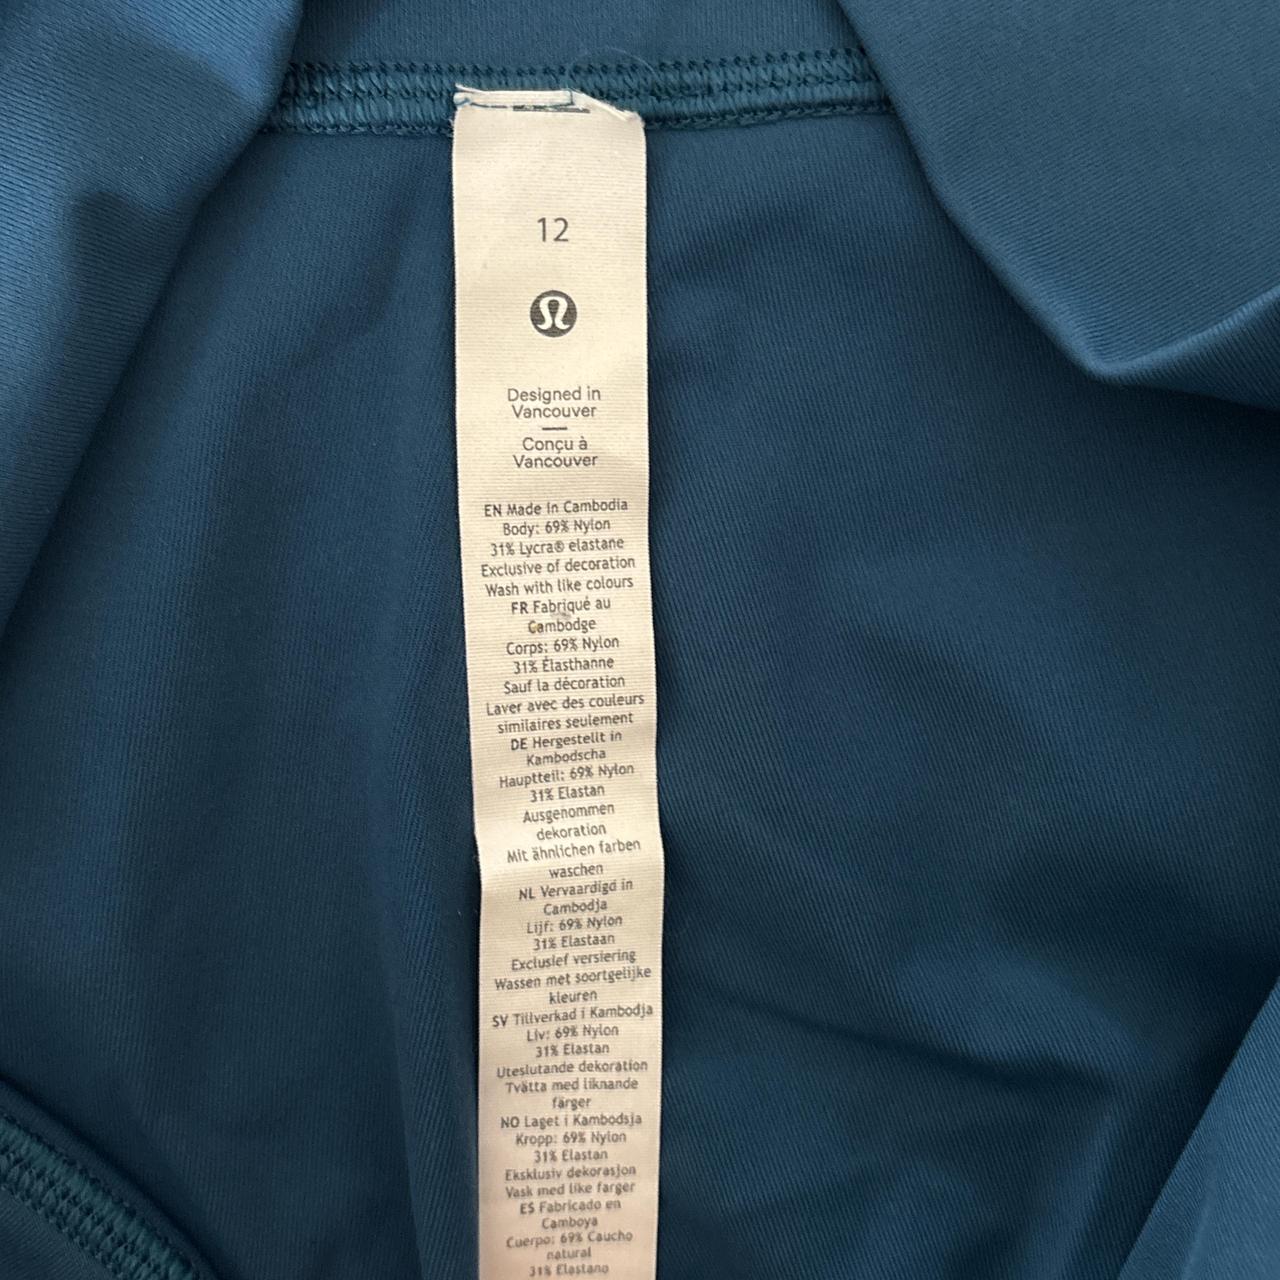 12
Designed in
Vancouver
Conçu à
Vancouver
EN Made in Cambodia
Body: 69% Nylon
31% Lycra® elastane
Exclusive of decoration
Wash with like colours
FR Fabriqué au
Cambodge
Corps: 69% Nylon
31% Élasthanne
Sauf la décoration
Laver avec des couleurs
similaires seulement
DE Hergestellt in
Kambodscha
Hauptteil: 69% Nylon
31% Elastan
Ausgenommen
dekoration
Mit ähnlichen farben
waschen
NL Vervaardigd in
Cambodja
Lijf: 69% Nylon
31% Elastaan
Exclusief versiering
Wassen met soortgelijke
kleuren
SV Tillverkad i Kambodja
Liv: 69% Nylon
31% Elastan
Uteslutande dekoration
Tvätta med liknande
färger
NO Laget i Kambodsja
Kropp: 69% Nylon
31% Elastan
Eksklusiv dekorasjon
Vask med like farger
ES Fabricado en
Camboya
Cuerpo: 69% Caucho
natural
31% Elastano